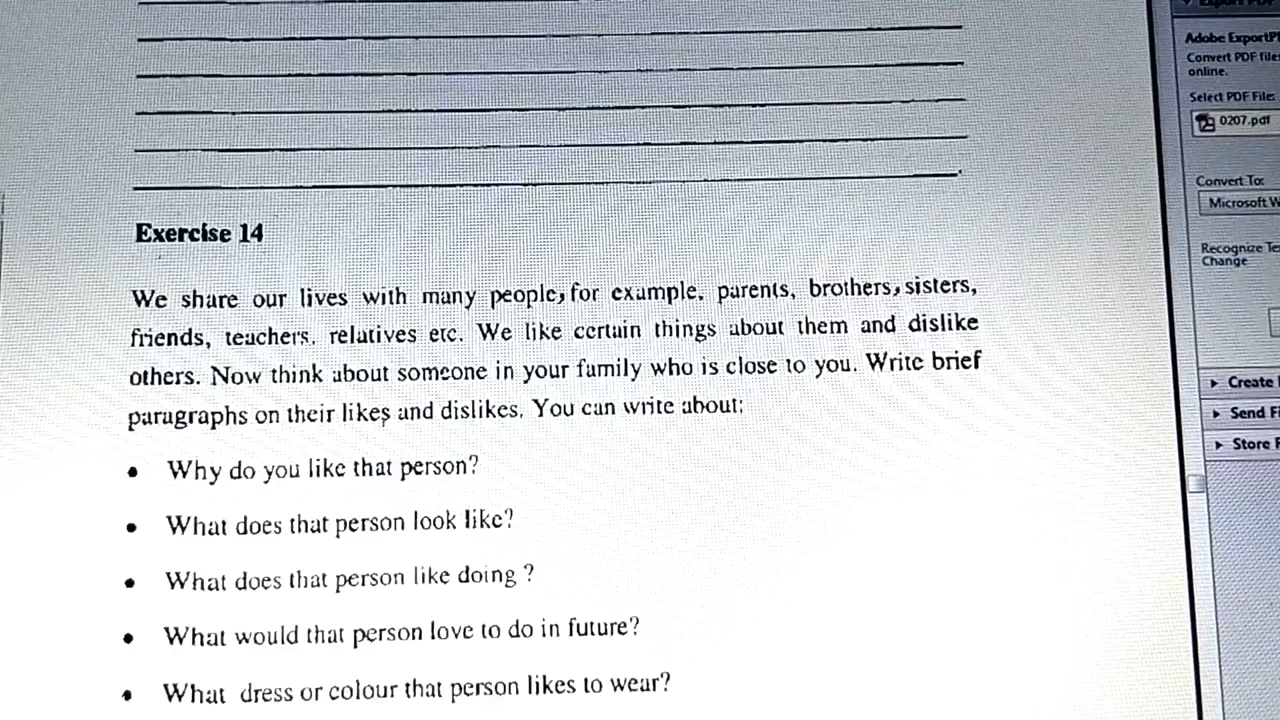 Adobe ExportP
Convert PDF file
online.
Select PDF File:
0207.pdf
Convert To:
Microsoft W
Recognize Te
Change
Create
Send F
Store F
Exercise 14
We share our lives with many people, for example, parents, brothers, sisters,
friends, teachers, relatives etc. We like certain things about them and dislike
others. Now think about someone in your family who is close to you. Write brief
paragraphs on their likes and dislikes. You can write about:
• Why do you like that person?
• What does that person look like?
• What does that person like doing ?
• What would that person love to do in future?
• What dress or colour that person likes to wear?